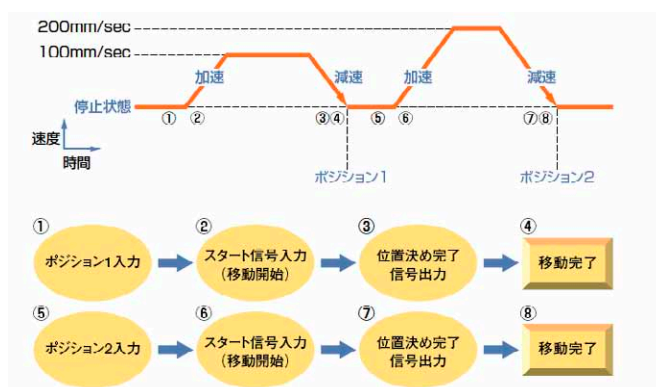 200mm/sec
100mm/sec
加速
減速
加速
減速
停止状態
① ② ③④ ⑤ ⑥ ⑦⑧
速度
時間
ポジション1
ポジション2
① ② ③ ④
ポジション1入力
スタート信号入力
(移動開始)
位置決め完了
信号出力
移動完了
⑤ ⑥ ⑦ ⑧
ポジション2入力
スタート信号入力
(移動開始)
位置決め完了
信号出力
移動完了